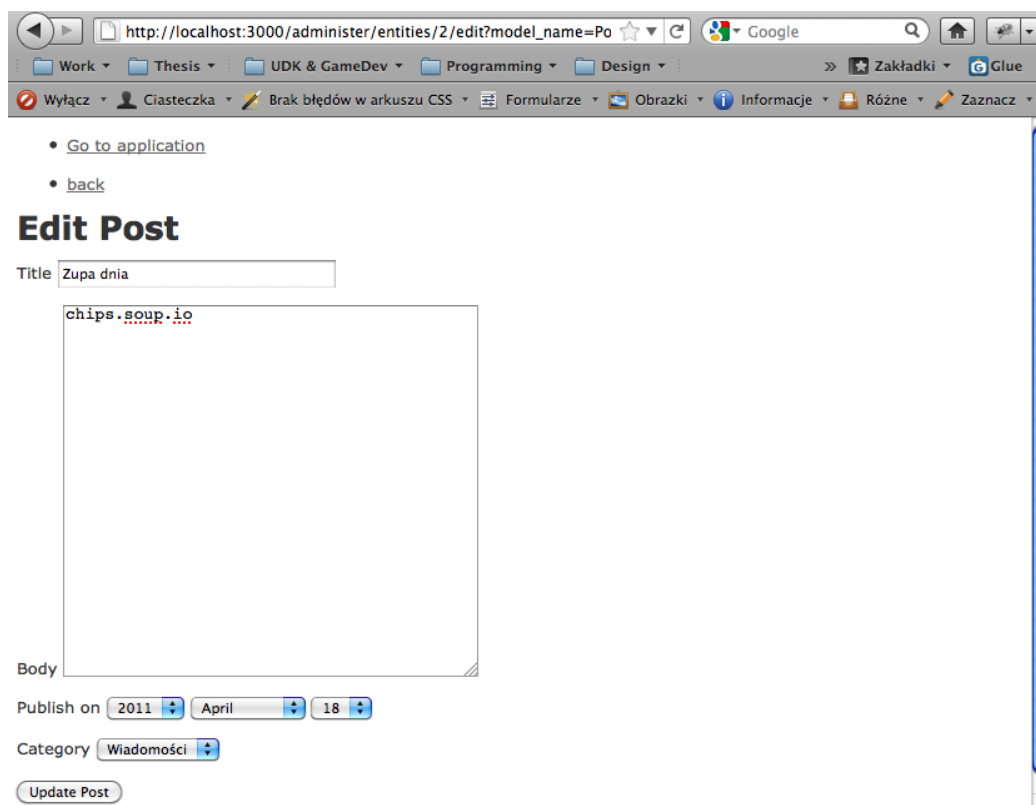 http://localhost:3000/administer/entities/2/edit?model_name=Po Google
Work Thesis UDK & GameDev Programming Design » Zakładki Glue
Wyłącz Ciasteczka Brak błędów w arkuszu CSS Formularze Obrazki Informacje Różne Zaznacz
Go to application
back
Edit Post
Title Zupa dnia
chips.soup.io
Body
Publish on 2011 April 18
Category Wiadomości
Update Post